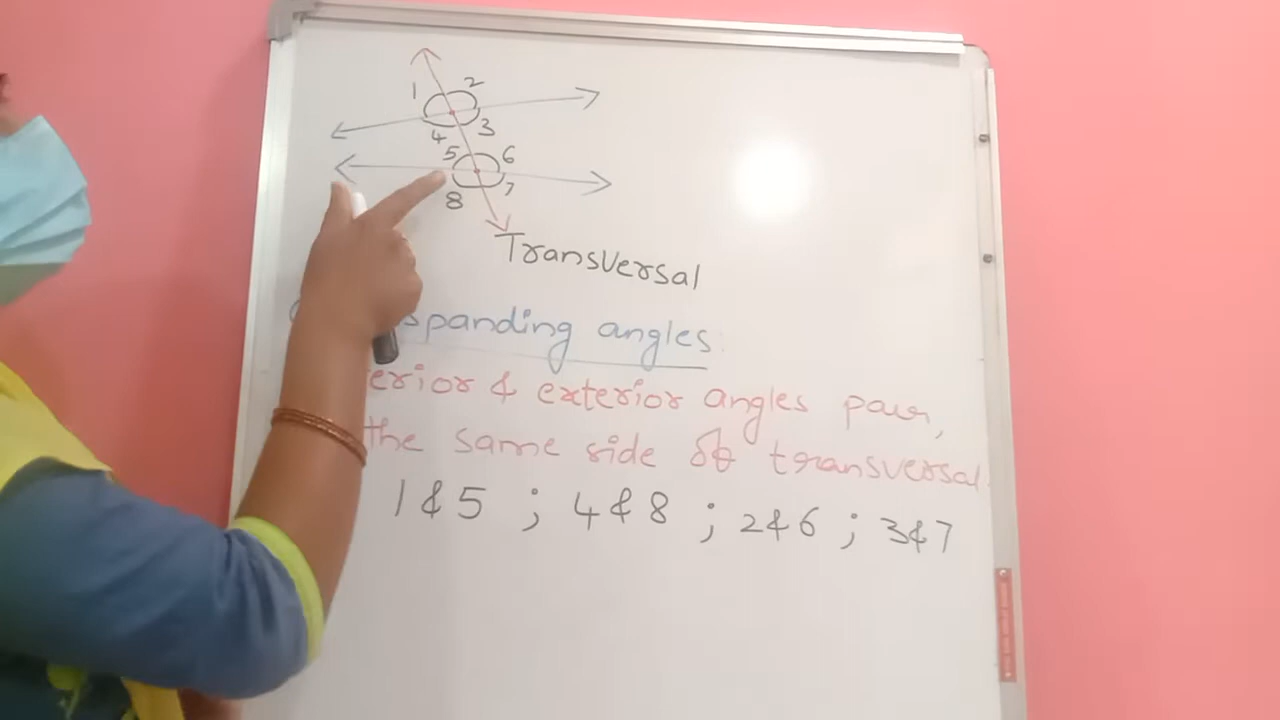 1 2
4 3
5 6
8 7
Transversal
angles
& exterior angles pair,
the same side of transversal.
1 & 5 ; 4 & 8 ; 2 & 6 ; 3 & 7